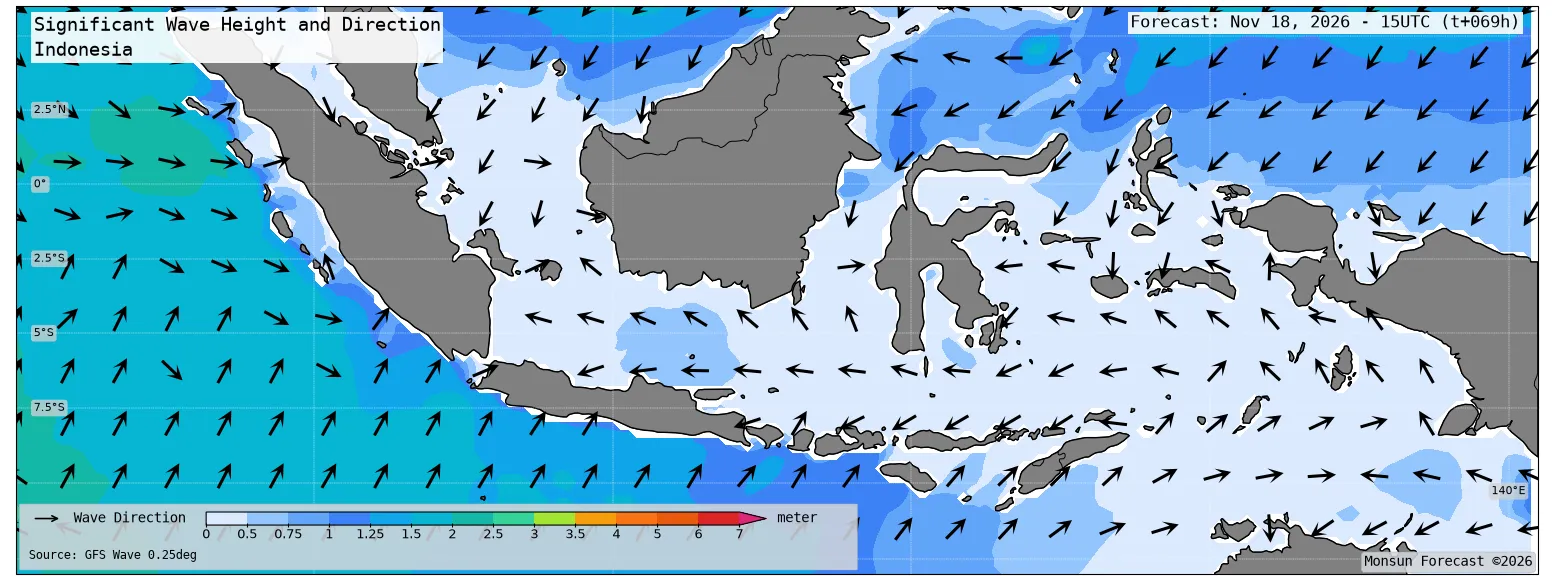 Significant Wave Height and Direction
Indonesia
Forecast: Nov 18, 2026 - 15UTC (t+069h)
2.5°N
0°
2.5°S
5°S
7.5°S
140°E
Wave Direction
0 0.5 0.75 1 1.25 1.5 2 2.5 3 3.5 4 5 6 7
meter
Source: GFS Wave 0.25deg
Monsun Forecast ©2026